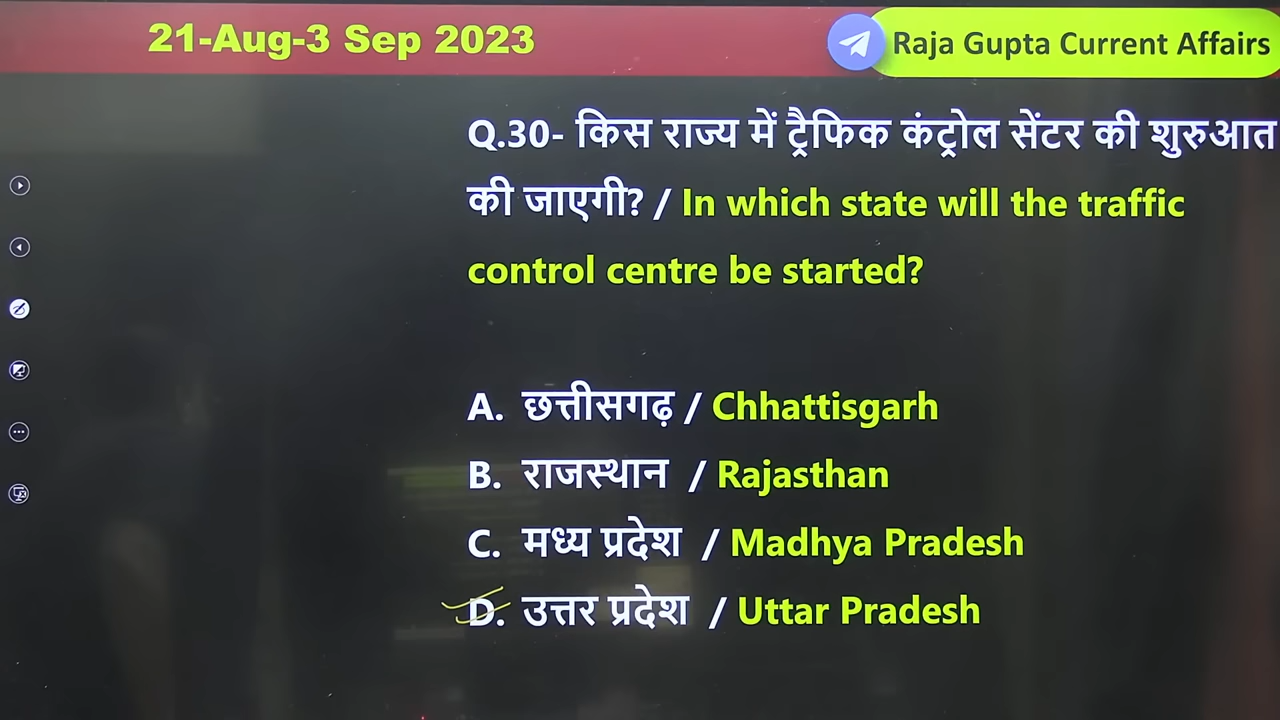 21-Aug-3 Sep 2023
Raja Gupta Current Affairs
Q.30- किस राज्य में ट्रैफिक कंट्रोल सेंटर की शुरुआत
की जाएगी? / In which state will the traffic
control centre be started?
A. छत्तीसगढ़ / Chhattisgarh
B. राजस्थान / Rajasthan
C. मध्य प्रदेश / Madhya Pradesh
D. उत्तर प्रदेश / Uttar Pradesh